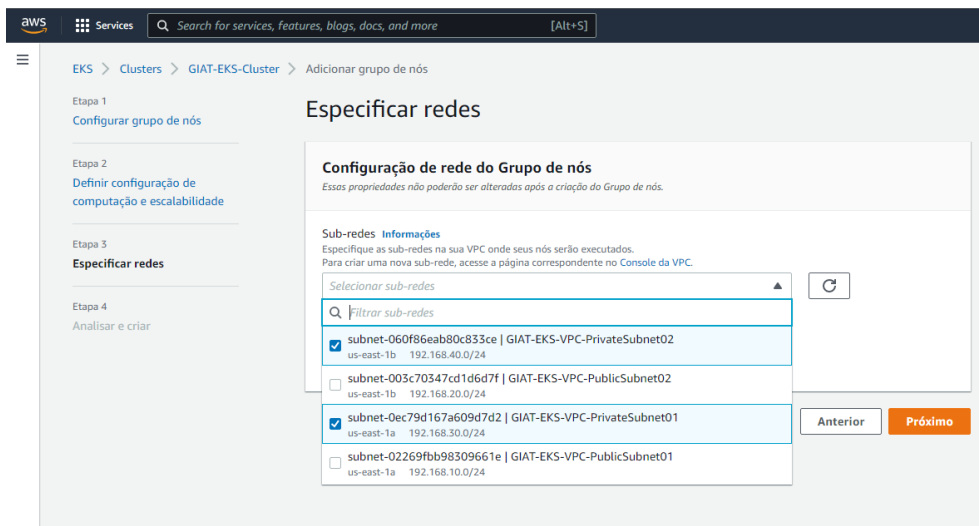 aws
Services
Search for services, features, blogs, docs, and more
[Alt+S]
EKS > Clusters > GIAT-EKS-Cluster > Adicionar grupo de nós
Etapa 1
Configurar grupo de nós
Etapa 2
Definir configuração de
computação e escalabilidade
Etapa 3
Especificar redes
Etapa 4
Analisar e criar
Especificar redes
Configuração de rede do Grupo de nós
Essas propriedades não poderão ser alteradas após a criação do Grupo de nós.
Sub-redes Informações
Especifique as sub-redes na sua VPC onde seus nós serão executados.
Para criar uma nova sub-rede, acesse a página correspondente no Console da VPC.
Selecionar sub-redes
Filtrar sub-redes
subnet-060f86eab80c833ce | GIAT-EKS-VPC-PrivateSubnet02
us-east-1b 192.168.40.0/24
subnet-003c70347cd1d6d7f | GIAT-EKS-VPC-PublicSubnet02
us-east-1b 192.168.20.0/24
subnet-0ec79d167a609d7d2 | GIAT-EKS-VPC-PrivateSubnet01
us-east-1a 192.168.30.0/24
subnet-02269fbb98309661e | GIAT-EKS-VPC-PublicSubnet01
us-east-1a 192.168.10.0/24
Anterior
Próximo